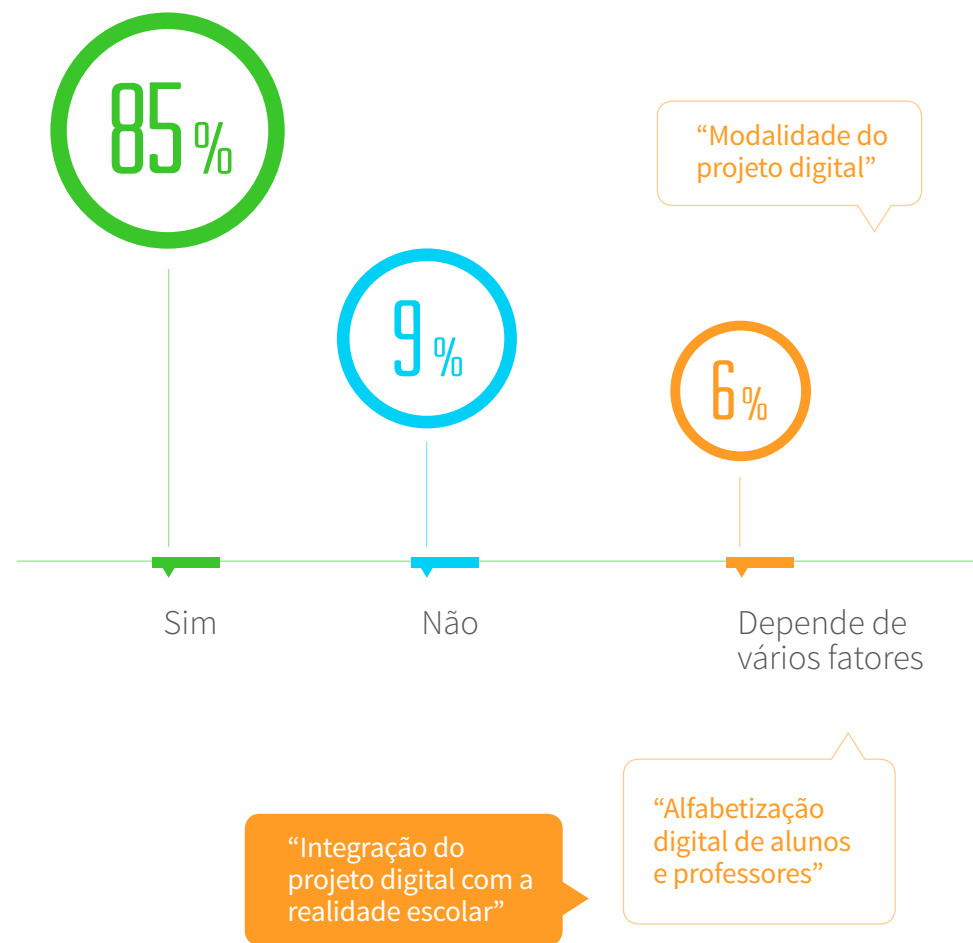 85 %
“Modalidade do
projeto digital”
9 %
6 %
Sim
Não
Depende de
vários fatores
“Integração do
projeto digital com a
realidade escolar”
“Alfabetização
digital de alunos
e professores”